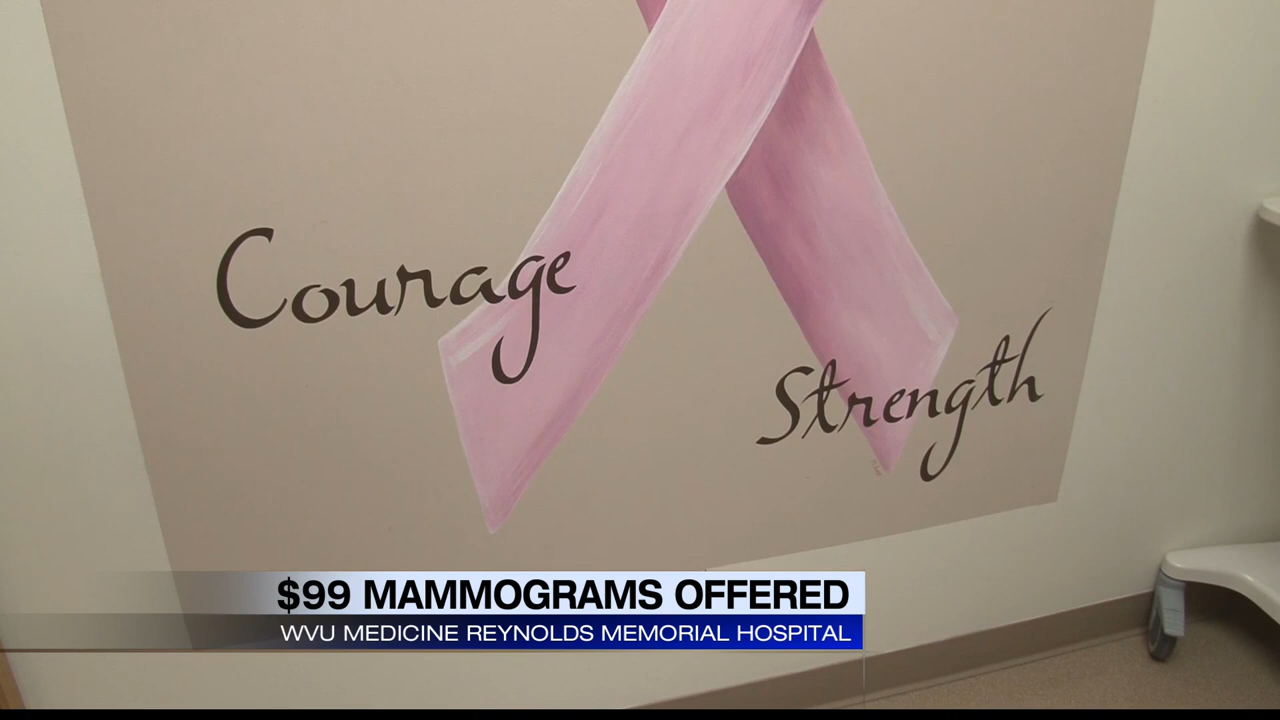 Courage
Strength
$99 MAMMOGRAMS OFFERED
WVU MEDICINE REYNOLDS MEMORIAL HOSPITAL